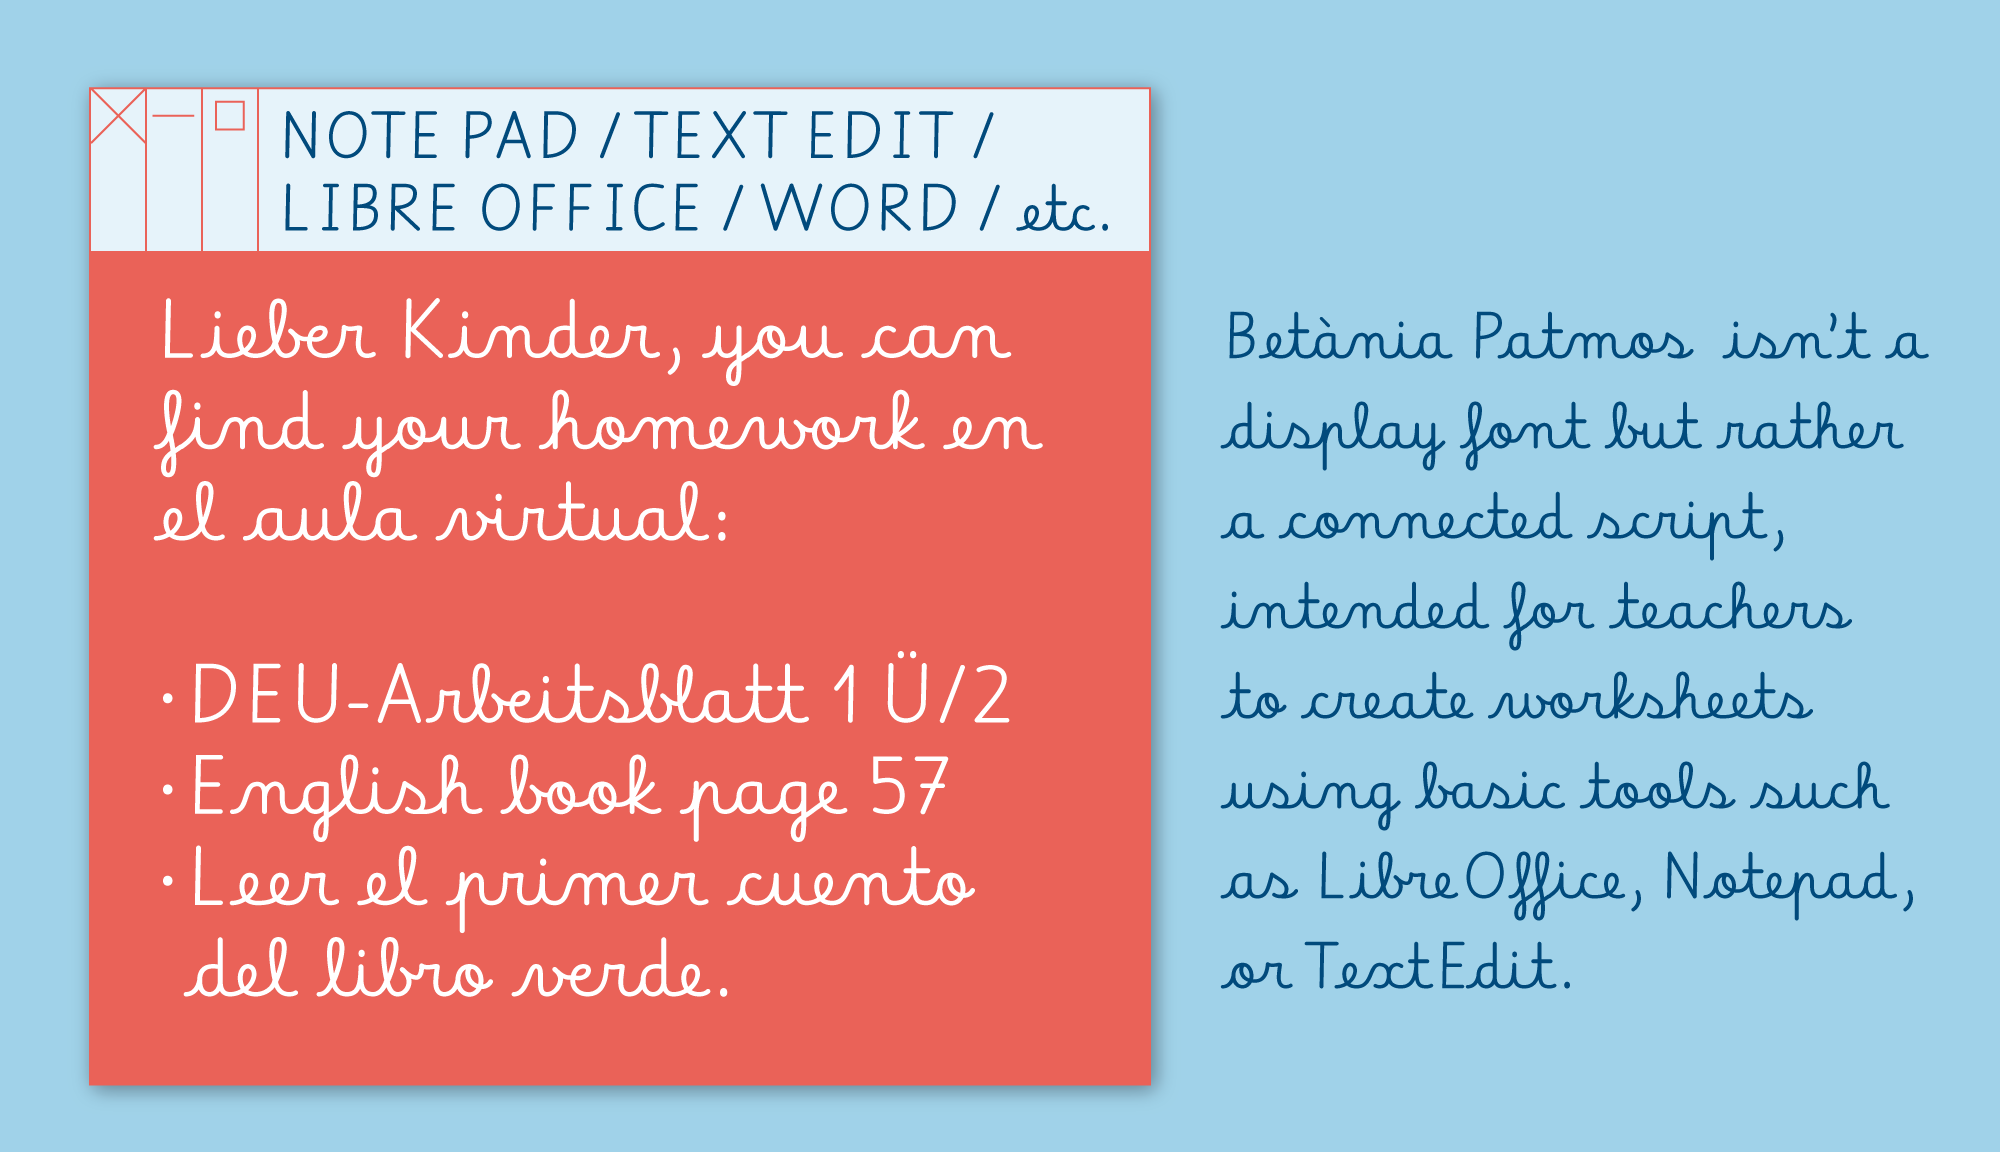 NOTE PAD / TEXT EDIT /
LIBRE OFFICE / WORD / etc.
Lieber Kinder, you can
find your homework en
el aula virtual:
· DEU-Arbeitsblatt 1 Ü/2
· English book page 57
· Leer el primer cuento
del libro verde.
Betània Patmos isn't a
display font but rather
a connected script,
intended for teachers
to create worksheets
using basic tools such
as LibreOffice, Notepad,
or TextEdit.